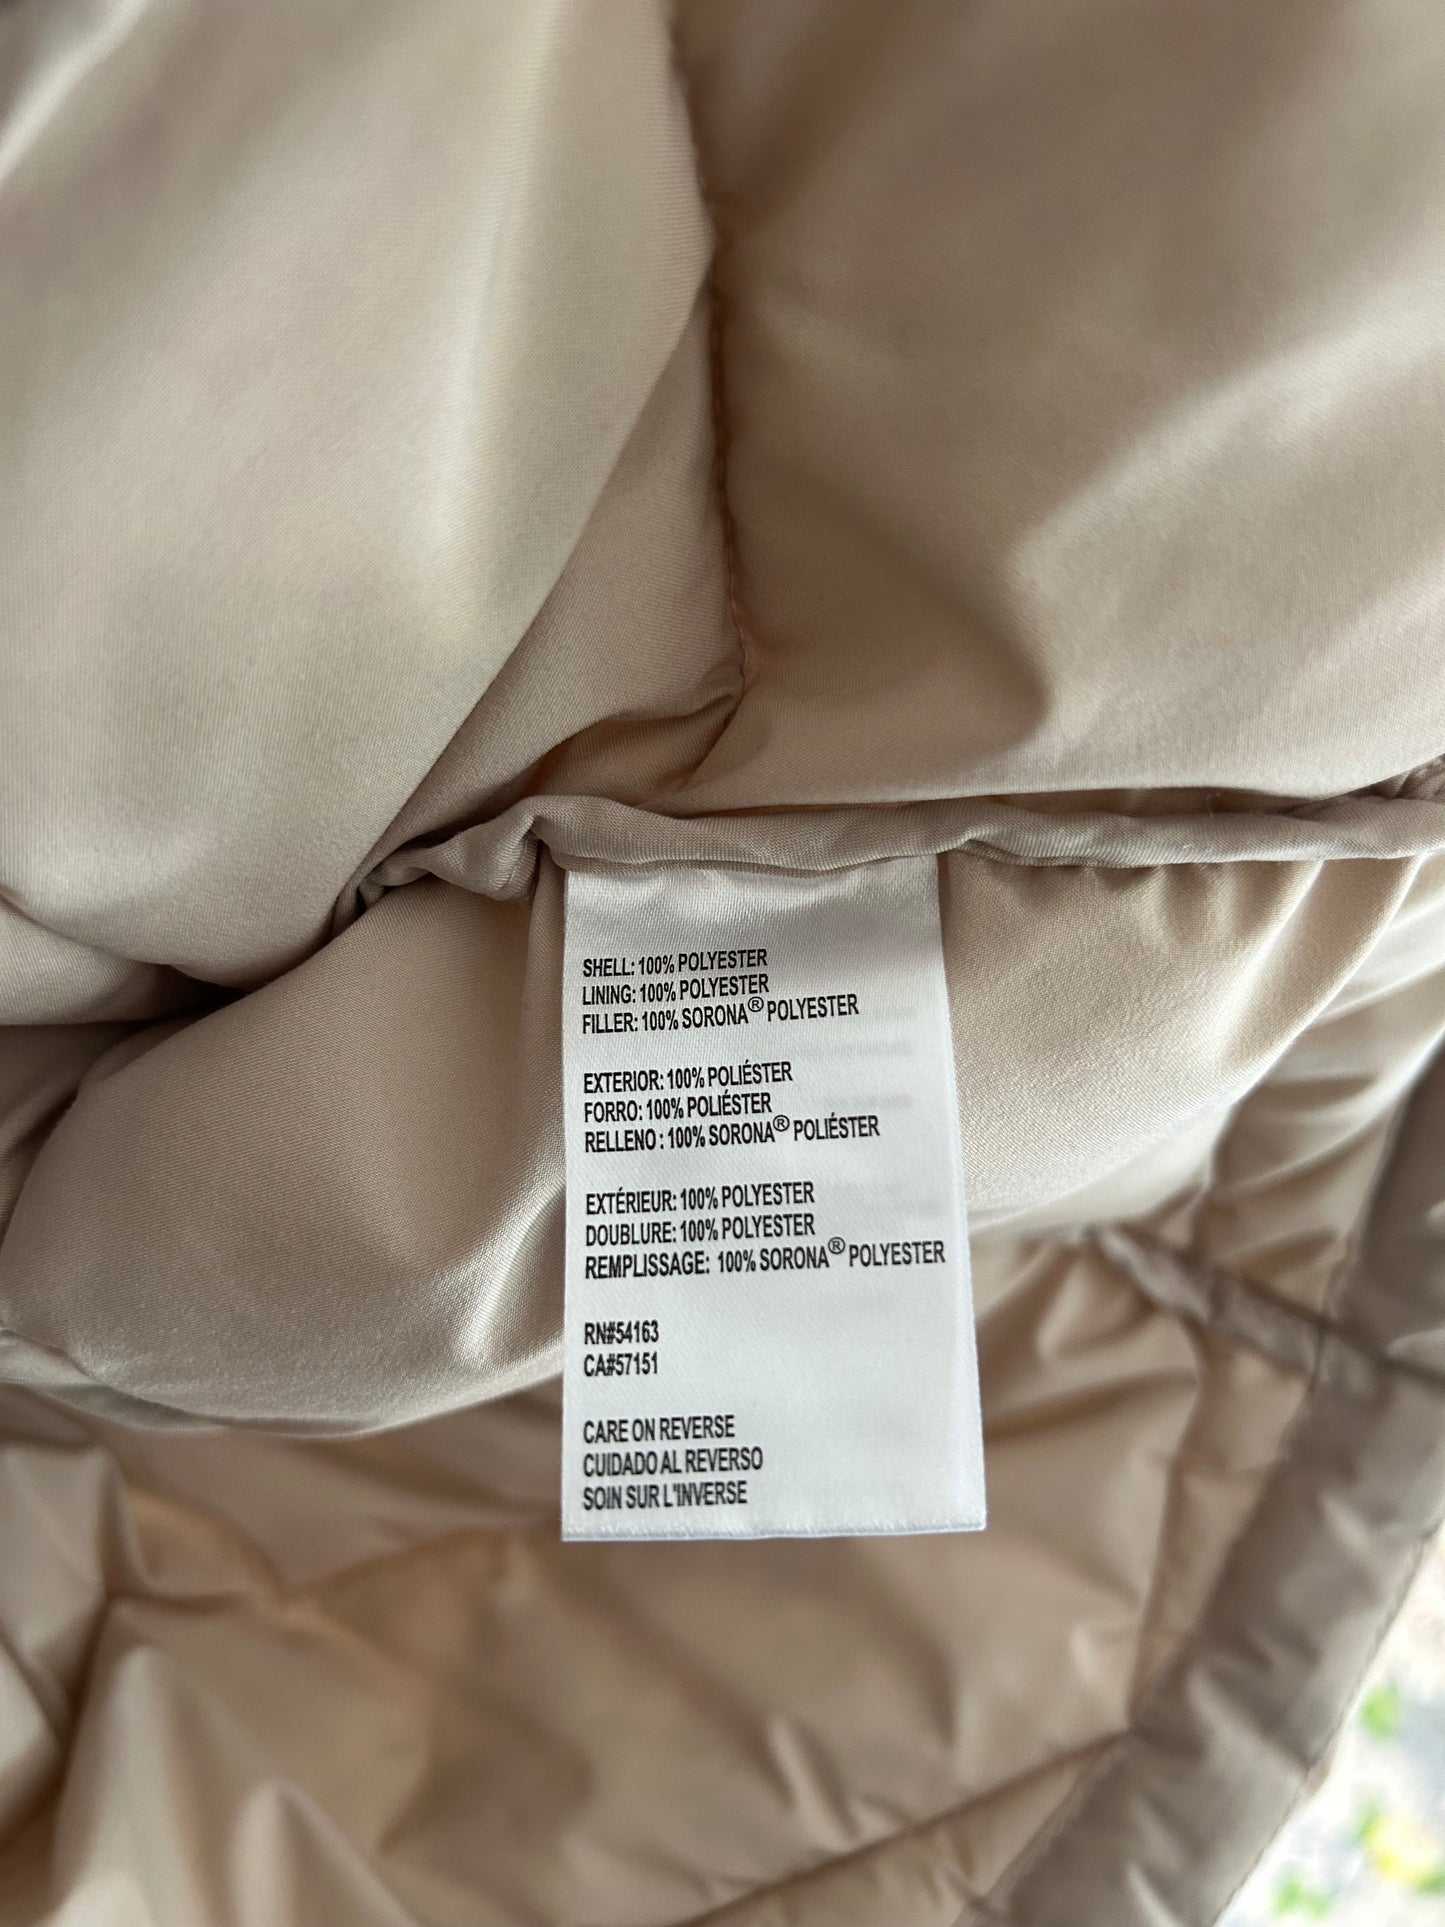 SHELL: 100% POLYESTER
LINING: 100% POLYESTER
FILLER: 100% SORONA® POLYESTER
EXTERIOR: 100% POLIÉSTER
FORRO: 100% POLIÉSTER
RELLENO : 100% SORONA® POLIÉSTER
EXTÉRIEUR: 100% POLYESTER
DOUBLURE: 100% POLYESTER
REMPLISSAGE: 100% SORONA® POLYESTER
RN#54163
CA#57151
CARE ON REVERSE
CUIDADO AL REVERSO
SOIN SUR L'INVERSE